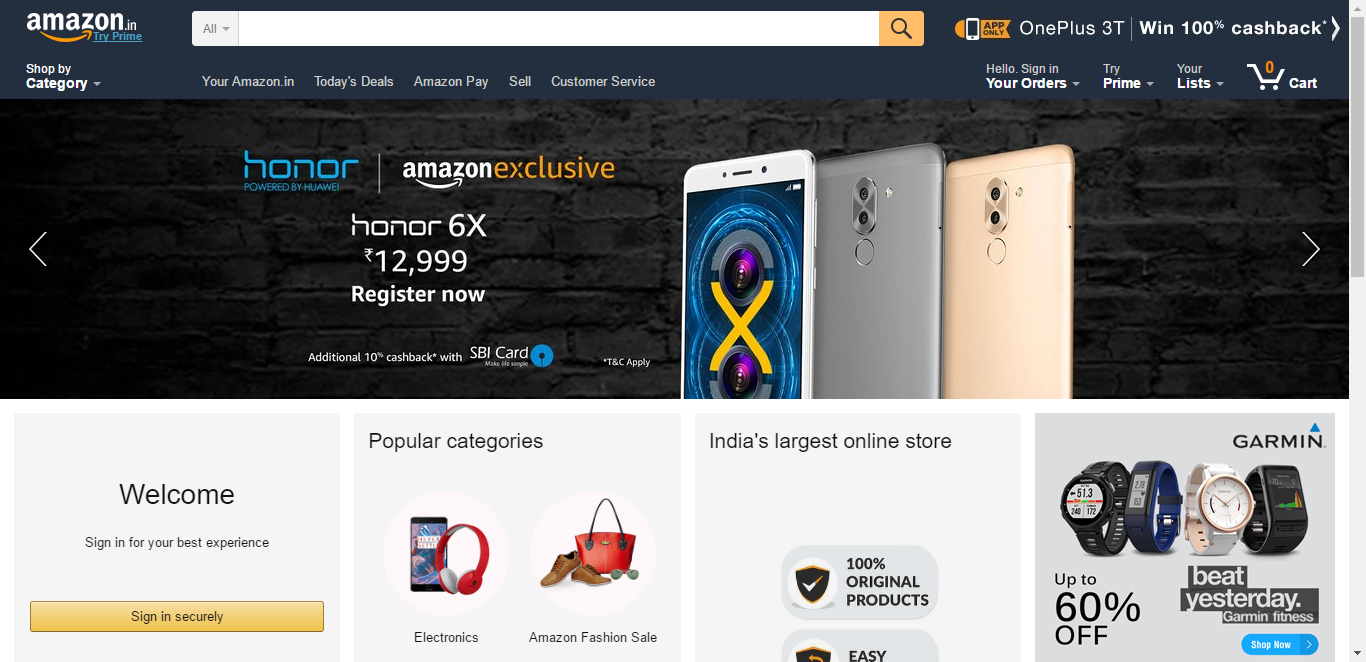 amazon.in
Try Prime
All
APP ONLY
OnePlus 3T
Win 100% cashback*
Shop by
Category
Your Amazon.in
Today's Deals
Amazon Pay
Sell
Customer Service
Hello. Sign in
Your Orders
Try
Prime
Your
Lists
0
Cart
honor
POWERED BY HUAWEI
amazonexclusive
honor 6X
₹12,999
Register now
Additional 10% cashback* with
SBI Card
Make life simple
*T&C Apply
Welcome
Sign in for your best experience
Sign in securely
Popular categories
Electronics
Amazon Fashion Sale
India's largest online store
100%
ORIGINAL
PRODUCTS
EASY
GARMIN
Up to
60%
OFF
beat
yesterday.
Garmin fitness
Shop Now